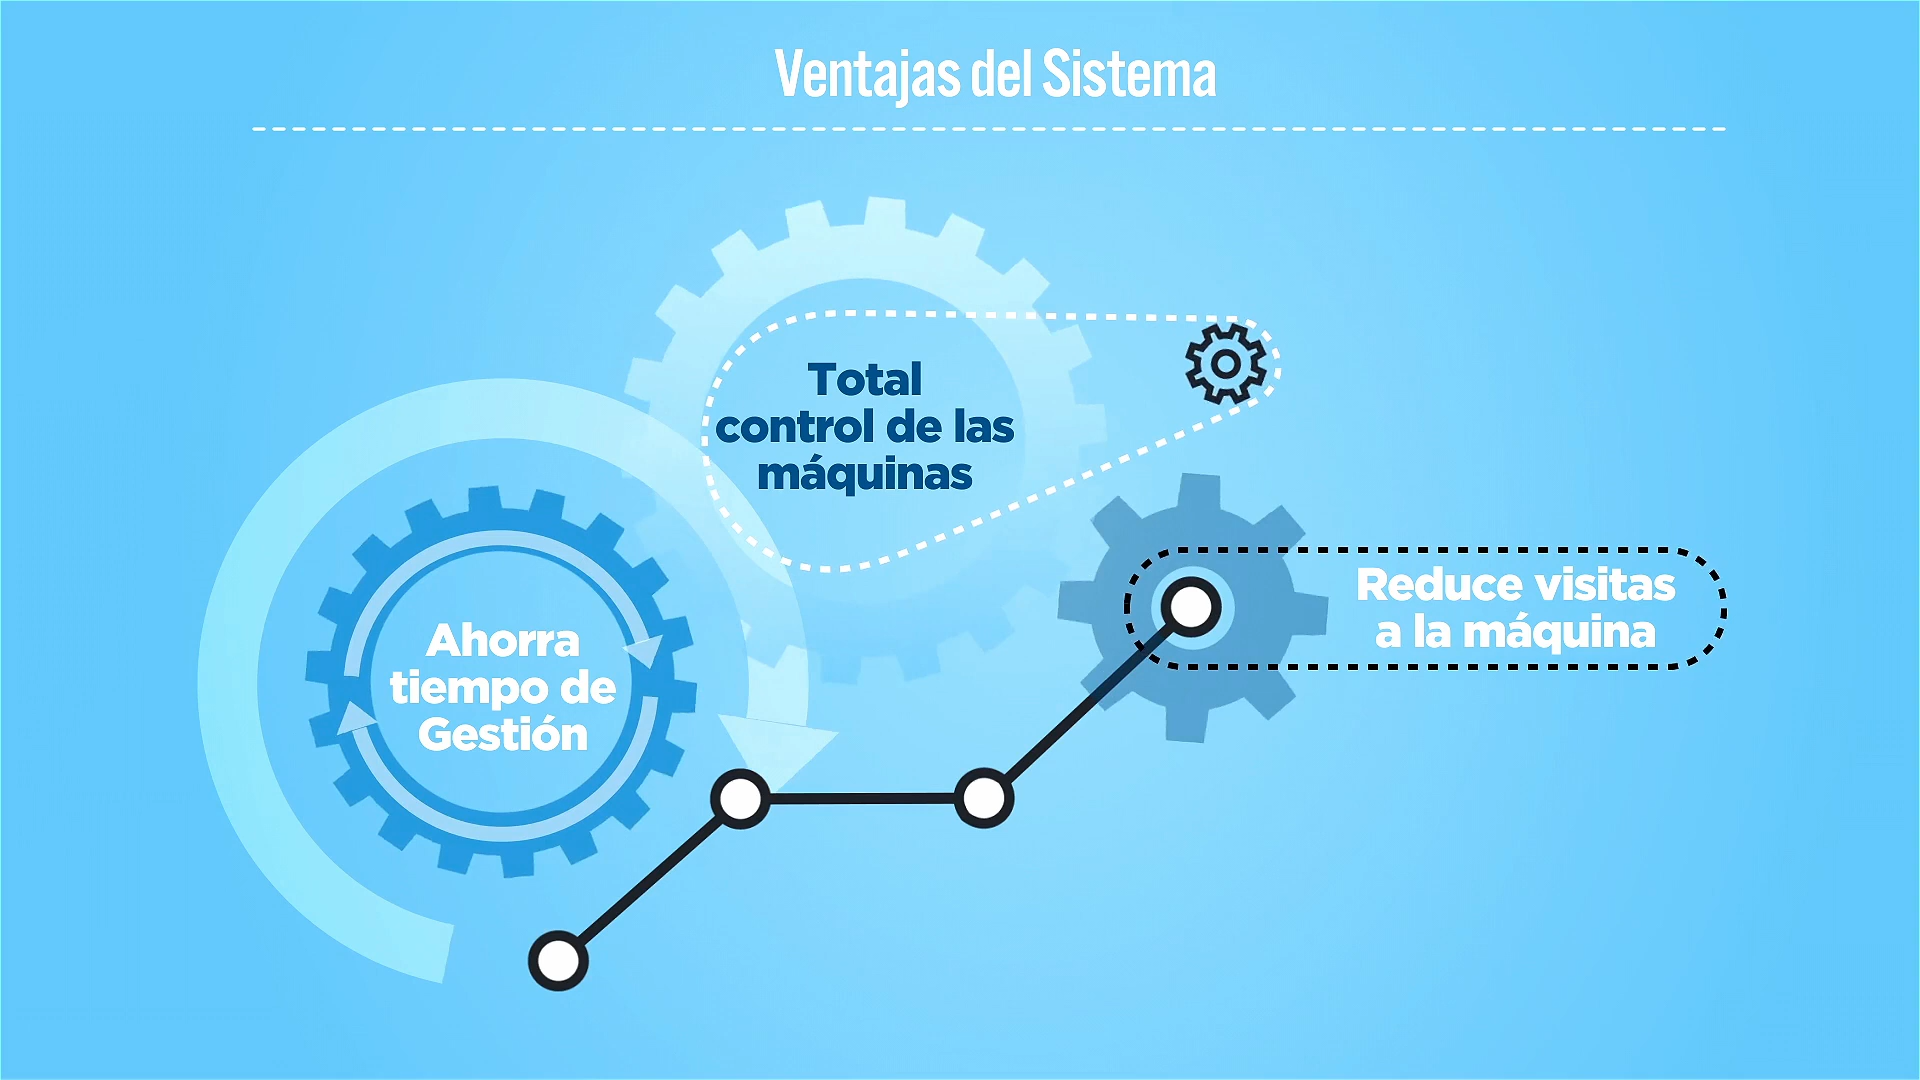 Ventajas del Sistema
Total
control de las
máquinas
Reduce visitas
a la máquina
Ahorra
tiempo de
Gestión